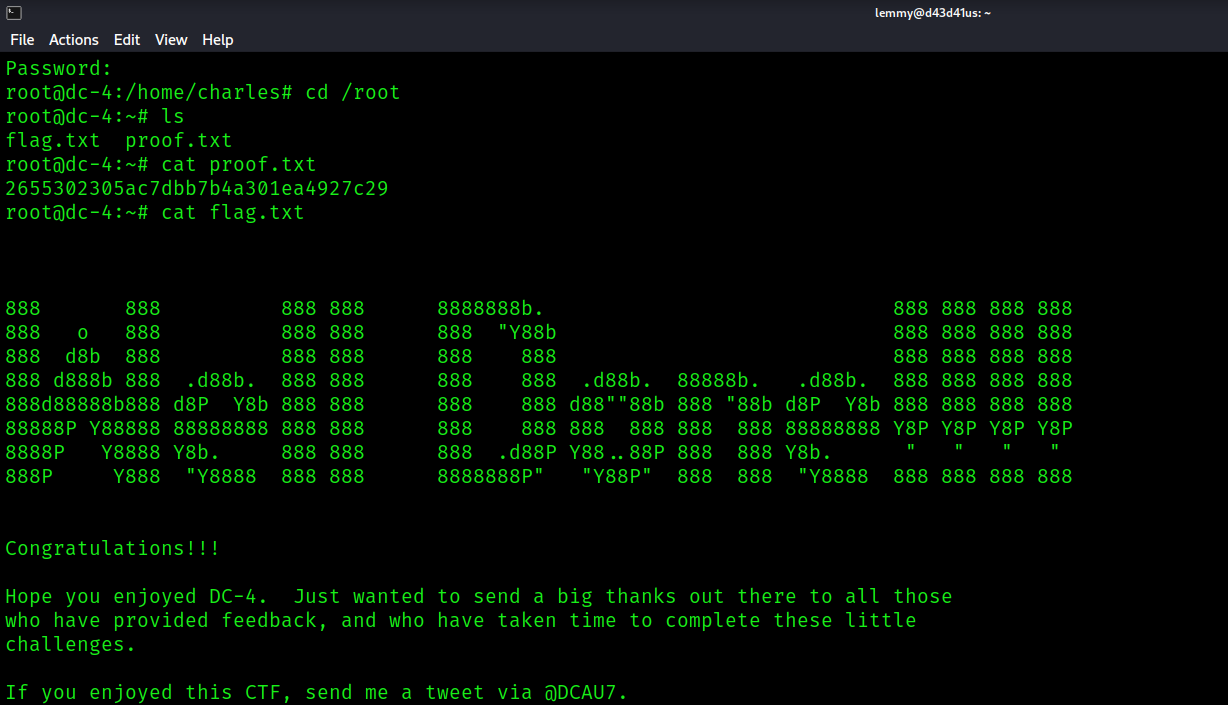 lemmy@d43d41us: ~
File Actions Edit View Help
Password:
root@dc-4:/home/charles# cd /root
root@dc-4:~# ls
flag.txt  proof.txt
root@dc-4:~# cat proof.txt
2655302305ac7dbb7b4a301ea4927c29
root@dc-4:~# cat flag.txt
888       888          888 888      8888888b.                             888 888 888 888
888   o   888          888 888      888  "Y88b                            888 888 888 888
888  d8b  888          888 888      888    888                            888 888 888 888
888 d888b 888  .d88b.  888 888      888    888  .d88b.  88888b.   .d88b.  888 888 888 888
888d88888b888 d8P  Y8b 888 888      888    888 d88""88b 888 "88b d8P  Y8b 888 888 888 888
88888P Y88888 88888888 888 888      888    888 888  888 888  888 88888888 Y8P Y8P Y8P Y8P
8888P   Y8888 Y8b.     888 888      888  .d88P Y88..88P 888  888 Y8b.      "   "   "   "
888P     Y888  "Y8888  888 888      8888888P"   "Y88P"  888  888  "Y8888  888 888 888 888
Congratulations!!!
Hope you enjoyed DC-4.  Just wanted to send a big thanks out there to all those
who have provided feedback, and who have taken time to complete these little
challenges.
If you enjoyed this CTF, send me a tweet via @DCAU7.